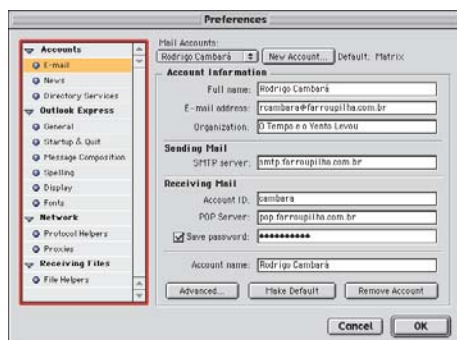 Preferences
Accounts
E-mail
News
Directory Services
Outlook Express
General
Startup & Quit
Message Composition
Spelling
Display
Fonts
Network
Protocol Helpers
Proxies
Receiving Files
File Helpers
Mail Accounts:
Rodrigo Cambará New Account... Default: Matrix
Account Information
Full name: Rodrigo Cambará
E-mail address: rcambara@farroupilha.com.br
Organization: O Tempo e o Vento Levou
Sending Mail
SMTP server: smtp.farroupilha.com.br
Receiving Mail
Account ID: cambara
POP Server: pop.farroupilha.com.br
Save password: ••••••••••
Account name: Rodrigo Cambará
Advanced... Make Default Remove Account
Cancel OK